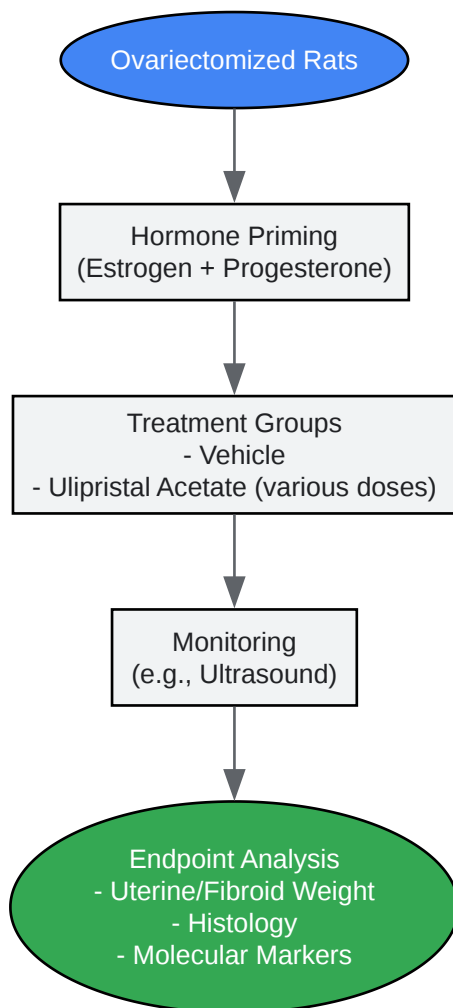 Ovariectomized Rats
Hormone Priming
(Estrogen + Progesterone)
Treatment Groups
- Vehicle
- Ulipristal Acetate (various doses)
Monitoring
(e.g., Ultrasound)
Endpoint Analysis
- Uterine/Fibroid Weight
- Histology
- Molecular Markers